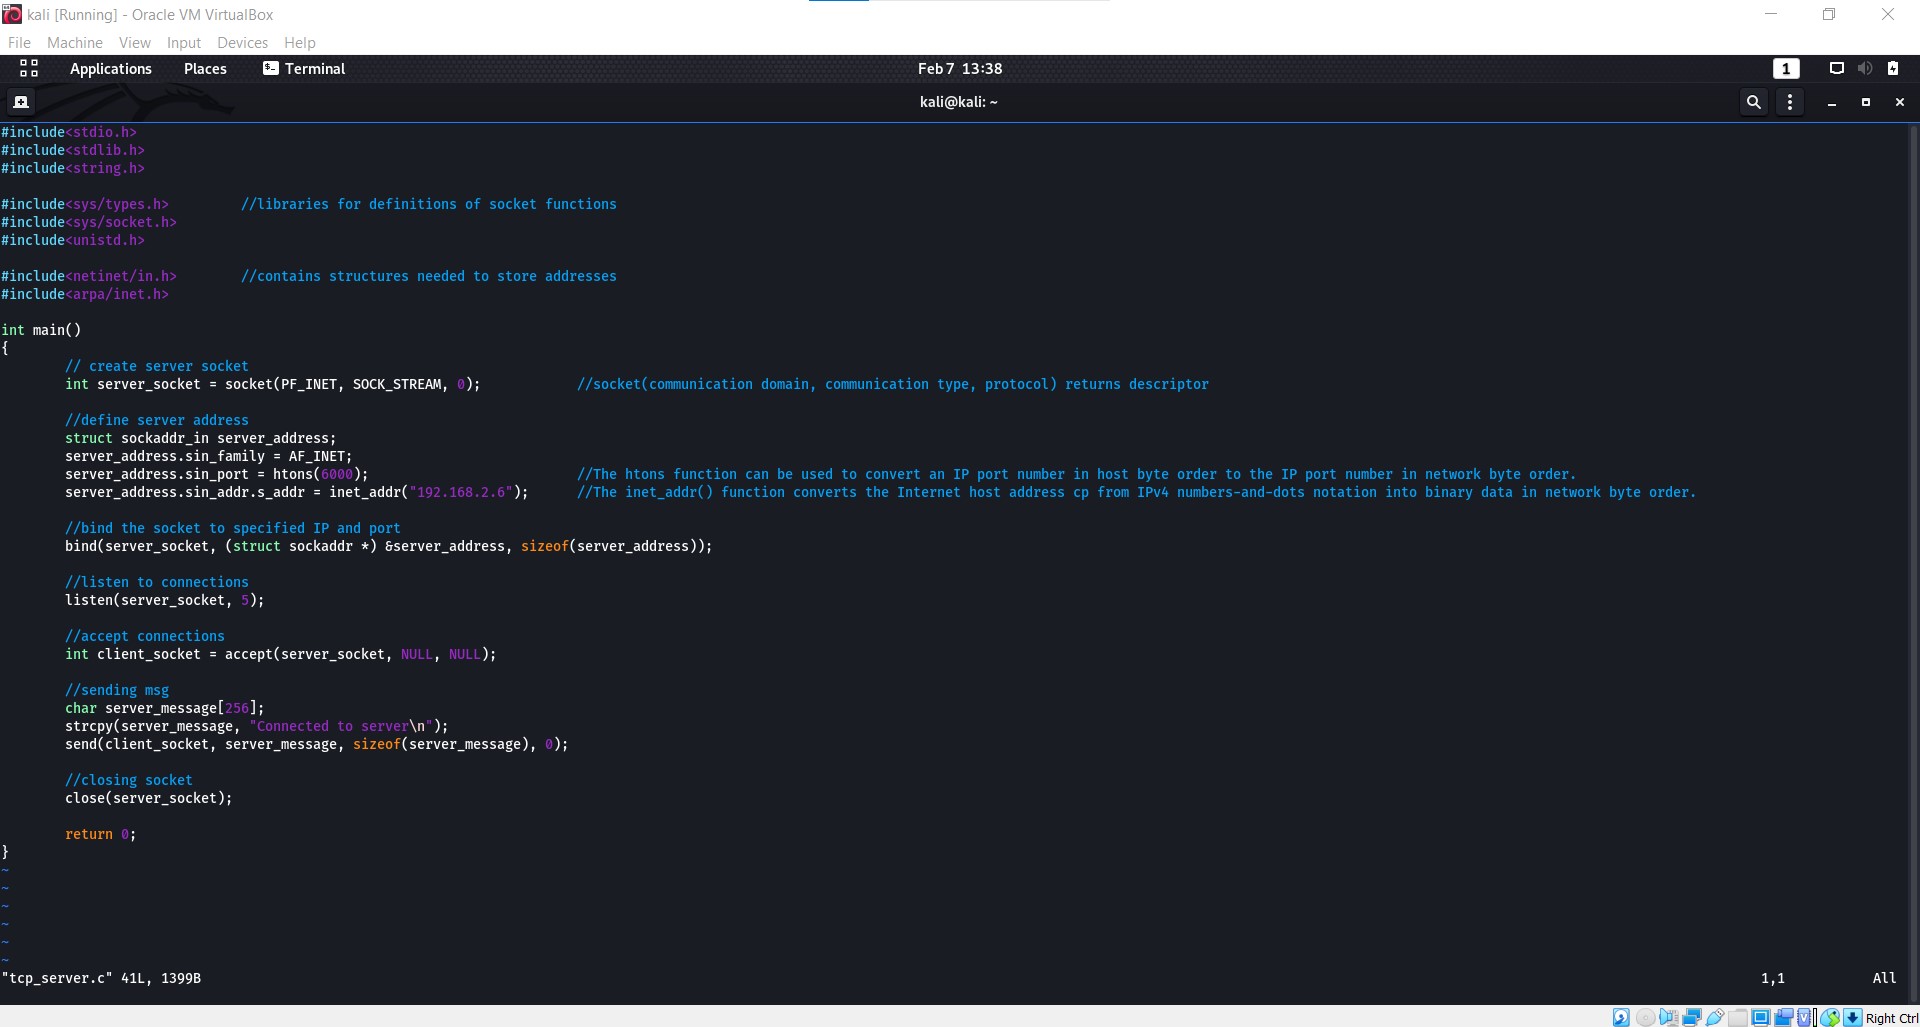 kali [Running] - Oracle VM VirtualBox
File Machine View Input Devices Help
Applications Places Terminal Feb 7 13:38 1
kali@kali: ~
#include<stdio.h>
#include<stdlib.h>
#include<string.h>
#include<sys/types.h> //libraries for definitions of socket functions
#include<sys/socket.h>
#include<unistd.h>
#include<netinet/in.h> //contains structures needed to store addresses
#include<arpa/inet.h>
int main()
{
// create server socket
int server_socket = socket(PF_INET, SOCK_STREAM, 0); //socket(communication domain, communication type, protocol) returns descriptor
//define server address
struct sockaddr_in server_address;
server_address.sin_family = AF_INET;
server_address.sin_port = htons(6000); //The htons function can be used to convert an IP port number in host byte order to the IP port number in network byte order.
server_address.sin_addr.s_addr = inet_addr("192.168.2.6"); //The inet_addr() function converts the Internet host address cp from IPv4 numbers-and-dots notation into binary data in network byte order.
//bind the socket to specified IP and port
bind(server_socket, (struct sockaddr *) &server_address, sizeof(server_address));
//listen to connections
listen(server_socket, 5);
//accept connections
int client_socket = accept(server_socket, NULL, NULL);
//sending msg
char server_message[256];
strcpy(server_message, "Connected to server\n");
send(client_socket, server_message, sizeof(server_message), 0);
//closing socket
close(server_socket);
return 0;
}
~
~
~
~
~
~
"tcp_server.c" 41L, 1399B 1,1 All
Right Ctrl